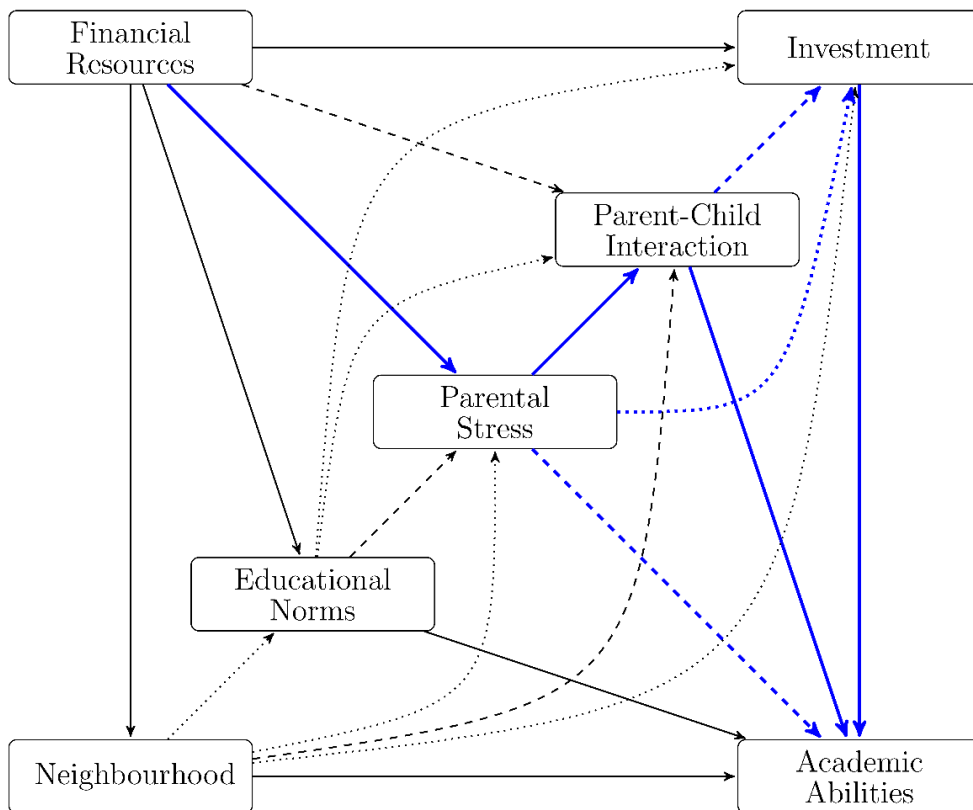 Financial
Resources
Investment
Parent-Child
Interaction
Parental
Stress
Educational
Norms
Neighbourhood
Academic
Abilities